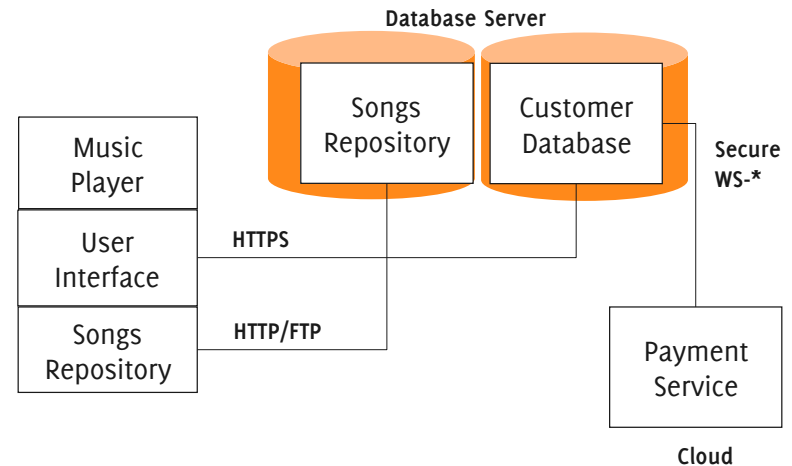 Database Server
Songs
Repository
Customer
Database
Secure
WS-*
Music
Player
User
Interface
HTTPS
Songs
Repository
HTTP/FTP
Payment
Service
Cloud